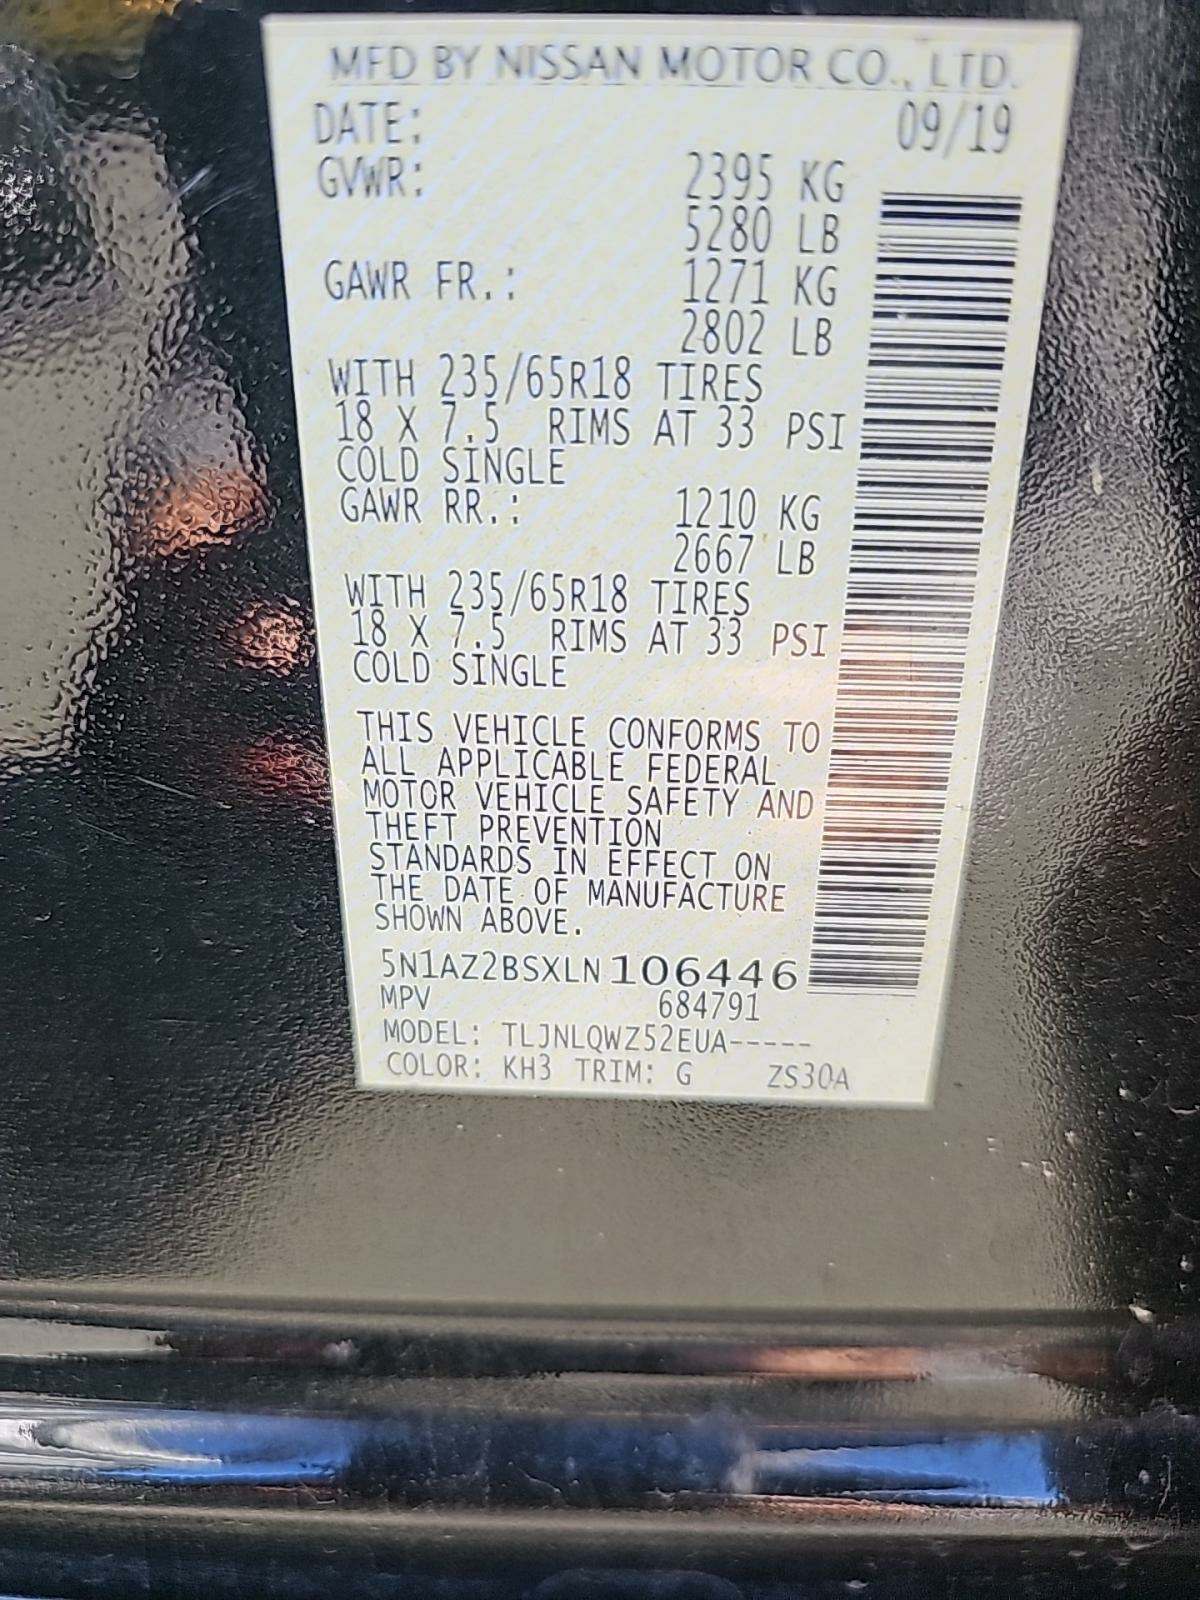 MFD BY NISSAN MOTOR CO., LTD.
DATE: 09/19
GVWR: 2395 KG
5280 LB
GAWR FR.: 1271 KG
2802 LB
WITH 235/65R18 TIRES
18 X 7.5 RIMS AT 33 PSI
COLD SINGLE
GAWR RR.: 1210 KG
2667 LB
WITH 235/65R18 TIRES
18 X 7.5 RIMS AT 33 PSI
COLD SINGLE
THIS VEHICLE CONFORMS TO
ALL APPLICABLE FEDERAL
MOTOR VEHICLE SAFETY AND
THEFT PREVENTION
STANDARDS IN EFFECT ON
THE DATE OF MANUFACTURE
SHOWN ABOVE.
5N1AZ2BSXLN106446
MPV 684791
MODEL: TLJNLQWZ52EUA-----
COLOR: KH3 TRIM: G ZS30A